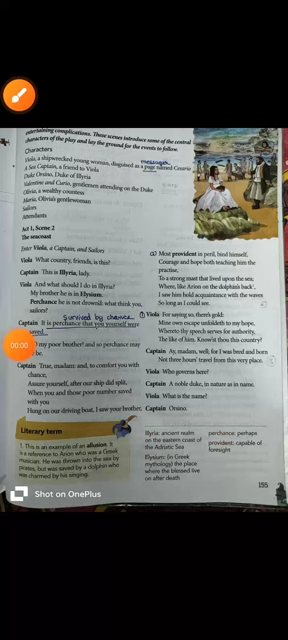 entertaining complications. These scenes introduce some of the central
characters of the play and lay the ground for the events to follow.
Characters
messenger
Viola, a shipwrecked young woman, disguised as a page named Cesario
A Sea Captain, a friend to Viola
Duke Orsino, Duke of Illyria
Valentine and Curio, gentlemen attending on the Duke
Olivia, a wealthy countess
Maria, Olivia's gentlewoman
Sailors
Attendants
Act 1, Scene 2
The seacoast
Enter Viola, a Captain, and Sailors
Viola What country, friends, is this?
Captain This is Illyria, lady.
Viola And what should I do in Illyria?
My brother he is in Elysium.
Perchance he is not drowned: what think you,
sailors?
survived by chance
Captain It is perchance that you yourself were
saved.
my poor brother! and so perchance may
be.
Captain True, madam: and, to comfort you with
chance,
Assure yourself, after our ship did split,
When you and those poor number saved
with you
Hung on our driving boat, I saw your brother,
00:00
Literary term
1. This is an example of an allusion. It
is a reference to Arion who was a Greek
musician. He was thrown into the sea by
pirates, but was saved by a dolphin who
was charmed by his singing.
Most provident in peril, bind himself,
Courage and hope both teaching him the
practise,
To a strong mast that lived upon the sea;
Where, like Arion on the dolphin's back,
I saw him hold acquaintance with the waves
So long as I could see.
Viola For saying so, there's gold:
Mine own escape unfoldeth to my hope,
Whereto thy speech serves for authority,
The like of him. Know'st thou this country?
Captain Ay, madam, well; for I was bred and born
Not three hours' travel from this very place.
Viola Who governs here?
Captain A noble duke, in nature as in name.
Viola What is the name?
Captain Orsino.
Illyria: ancient realm
on the eastern coast of
the Adriatic Sea
Elysium: (in Greek
mythology) the place
where the blessed live
on after death
perchance: perhaps
provident: capable of
foresight
155
Shot on OnePlus